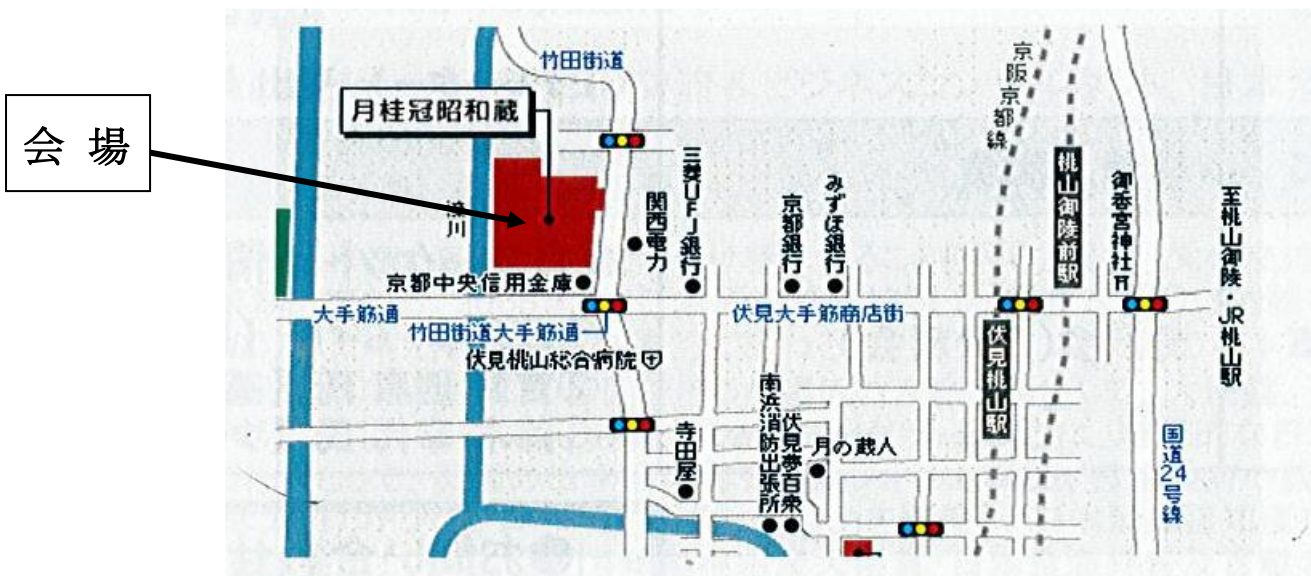 竹田街道
京阪京都線
月桂冠昭和蔵
会 場
三菱UFJ銀行
桃山御陵前駅
御香宮神社
至桃山御陵・JR桃山駅
関西電力
京都銀行
みずほ銀行
濠川
京都中央信用金庫
大手筋通
伏見大手筋商店街
竹田街道大手筋通
伏見桃山総合病院
伏見桃山駅
南浜消防出張所
伏見夢百衆
月の蔵人
寺田屋
国道24号線